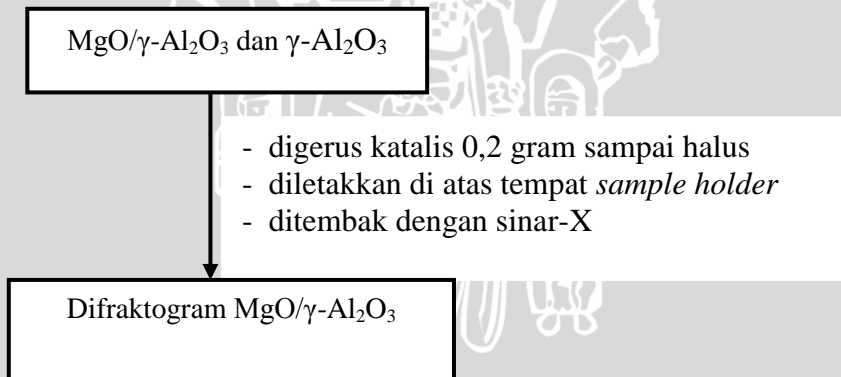 MgO/γ-Al₂O₃ dan γ-Al₂O₃
- digerus katalis 0,2 gram sampai halus
- diletakkan di atas tempat sample holder
- ditembak dengan sinar-X
Difraktogram MgO/γ-Al₂O₃